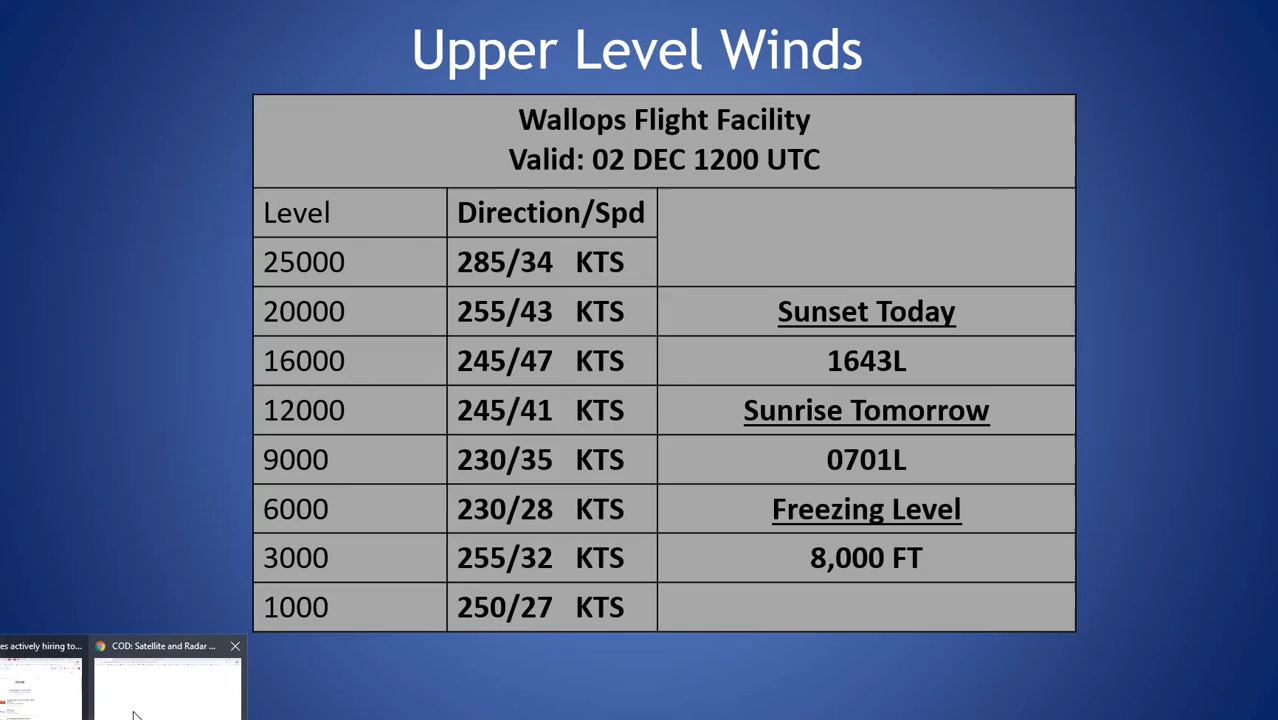 Upper Level Winds
Wallops Flight Facility
Valid: 02 DEC 1200 UTC
Level Direction/Spd
25000 285/34 KTS
20000 255/43 KTS Sunset Today
16000 245/47 KTS 1643L
12000 245/41 KTS Sunrise Tomorrow
9000 230/35 KTS 0701L
6000 230/28 KTS Freezing Level
3000 255/32 KTS 8,000 FT
1000 250/27 KTS
es actively hiring to... COD: Satellite and Radar ...